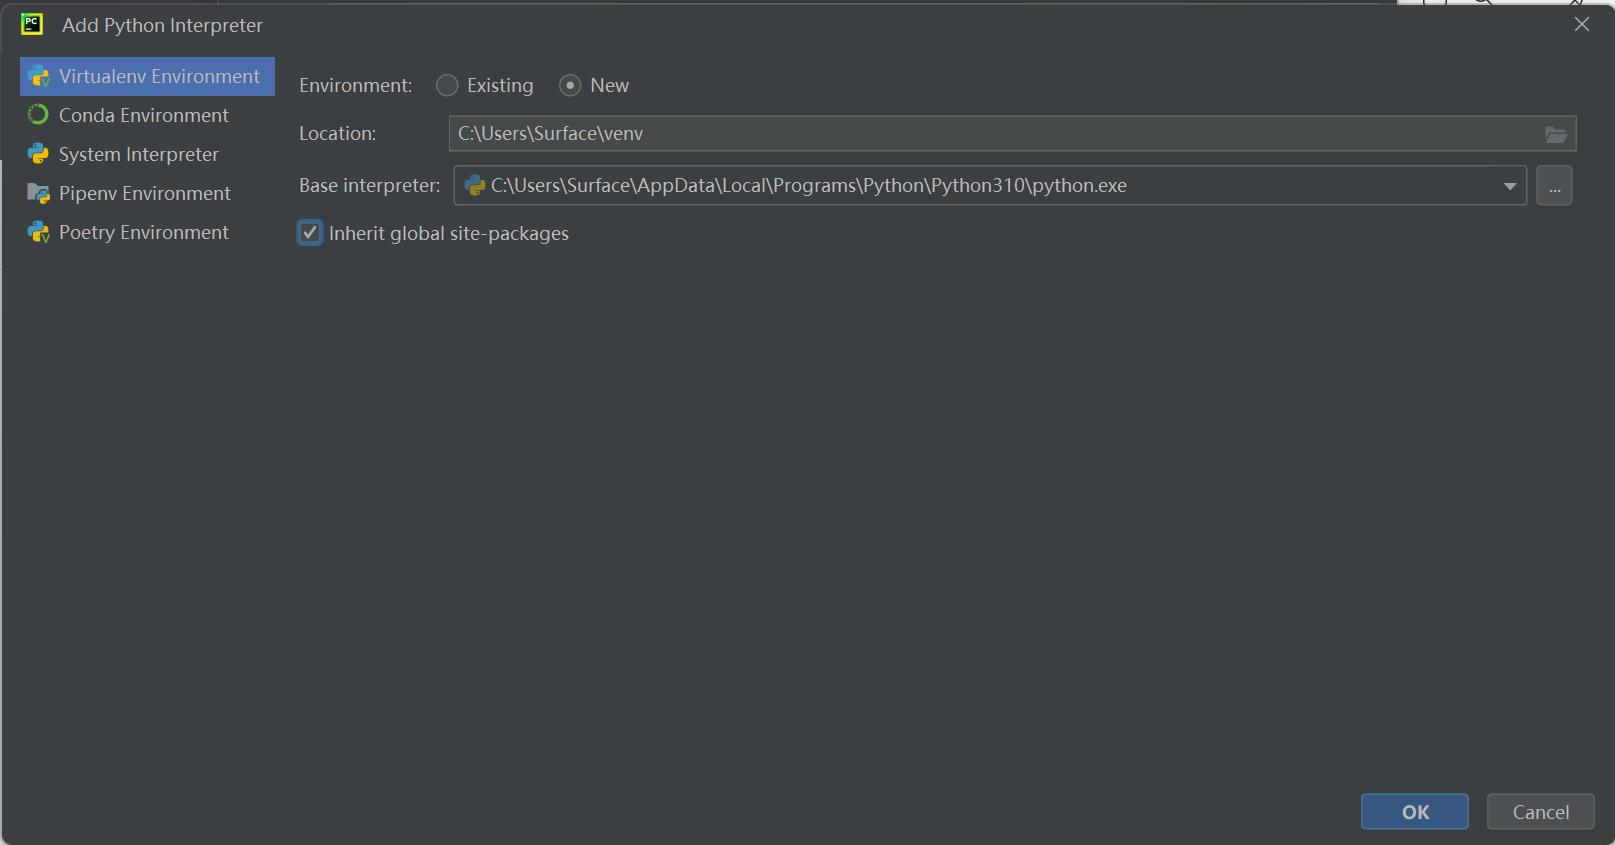 PC Add Python Interpreter
Virtualenv Environment
Conda Environment
System Interpreter
Pipenv Environment
Poetry Environment
Environment: Existing New
Location: C:\Users\Surface\venv
Base interpreter: C:\Users\Surface\AppData\Local\Programs\Python\Python310\python.exe ...
Inherit global site-packages
OK Cancel